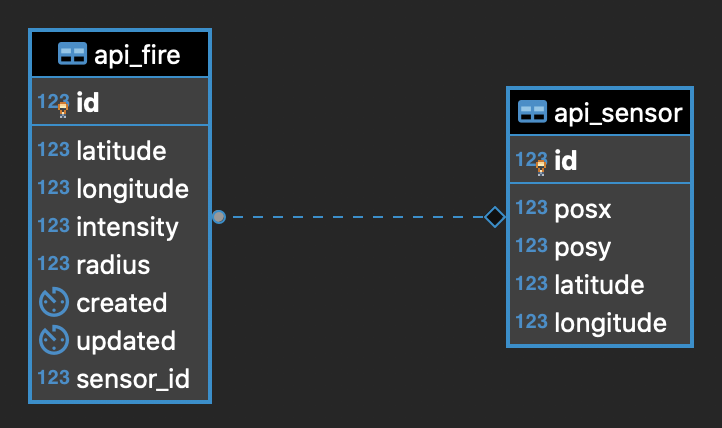 api_fire
123 id
123 latitude
123 longitude
123 intensity
123 radius
created
updated
123 sensor_id
api_sensor
123 id
123 posx
123 posy
123 latitude
123 longitude